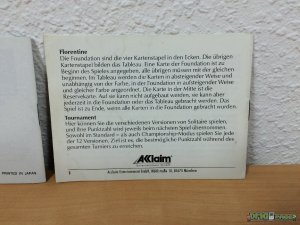 Florentine
Die Foundation sind die vier Kartenstapel in den Ecken. Die übrigen
Kartenstapel bilden das Tableau. Eine Karte der Foundation ist zu
Beginn des Spieles angegeben, alle übrigen müssen mit der gleichen
beginnen. Im Tableau werden die Karten in absteigender Weise und
unabhängig von der Farbe, in der Foundation in aufsteigender Weise
und gleicher Farbe angeordnet. Die Karte in der Mitte ist die
Reservekarte. Auf sie kann nicht aufgebaut werden, sie kann aber
jederzeit in die Foundation oder das Tableau gebracht werden. Das
Spiel ist zu Ende, wenn alle Karten in die Foundation gebracht wurden.
Tournament
Hier können Sie die verschiedenen Versionen von Solitaire spielen,
und Ihre Punktzahl wird jeweils beim nächsten Spiel übernommen.
Sowohl im Standard – als auch Championship-Modus spielen Sie jede
der 12 Versionen. Ziel ist es, die bestmögliche Punktzahl während des
gesamten Turniers zu erreichen.
AKlaim
Acclaim Entertainment GmbH, 80469 München
PRINTED IN JAPAN